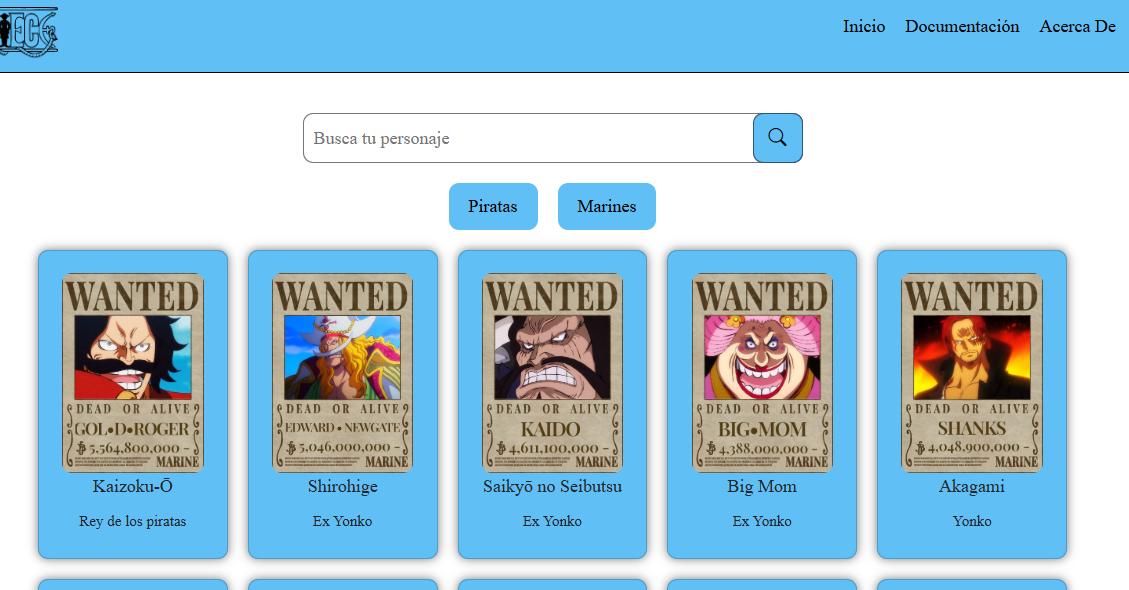 Inicio Documentación Acerca De
Busca tu personaje
Piratas Marines
WANTED WANTED WANTED WANTED WANTED
DEAD OR ALIVE DEAD OR ALIVE DEAD OR ALIVE DEAD OR ALIVE DEAD OR ALIVE
GOL•D•ROGER EDWARD • NEWGATE KAIDO BIG•MOM SHANKS
5,564,800,000 - 5,046,000,000 - 4,611,100,000 - 4,388,000,000 - 4,048,900,000 -
MARINE MARINE MARINE MARINE MARINE
Kaizoku-Ō Shirohige Saikyō no Seibutsu Big Mom Akagami
Rey de los piratas Ex Yonko Ex Yonko Ex Yonko Yonko